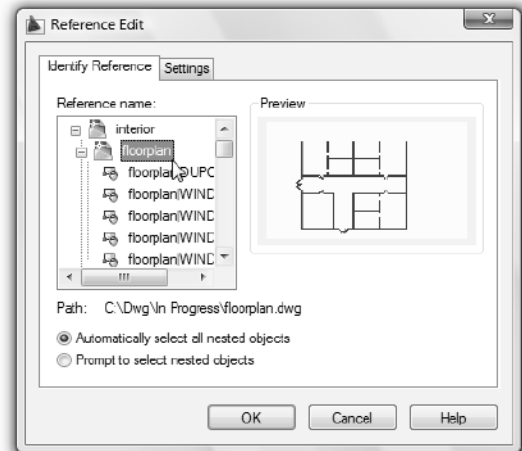 Reference Edit
Identify Reference
Settings
Reference name:
interior
floorplan
floorplan|DUPC
floorplan|WIND
floorplan|WIND
floorplan|WIND
floorplan|WIND
Preview
Path: C:\Dwg\In Progress\floorplan.dwg
Automatically select all nested objects
Prompt to select nested objects
OK
Cancel
Help